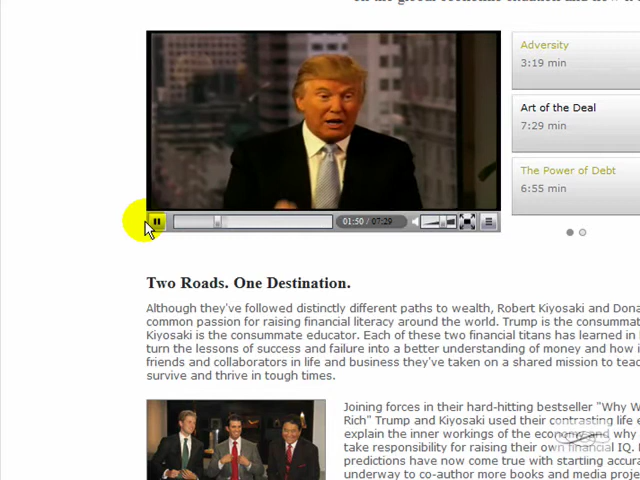 Adversity
3:19 min
Art of the Deal
7:29 min
The Power of Debt
6:55 min
01:50 / 07:29
Two Roads. One Destination.
Although they've followed distinctly different paths to wealth, Robert Kiyosaki and Dona
common passion for raising financial literacy around the world. Trump is the consummat
Kiyosaki is the consummate educator. Each of these two financial titans has learned in
turn the lessons of success and failure into a better understanding of money and how i
friends and collaborators in life and business they've taken on a shared mission to teac
survive and thrive in tough times.
Joining forces in their hard-hitting bestseller "Why W
Rich" Trump and Kiyosaki used their contrasting life e
explain the inner workings of the economy and why
take responsibility for raising their own financial IQ.
predictions have now come true with startling accura
underway to co-author more books and media proje